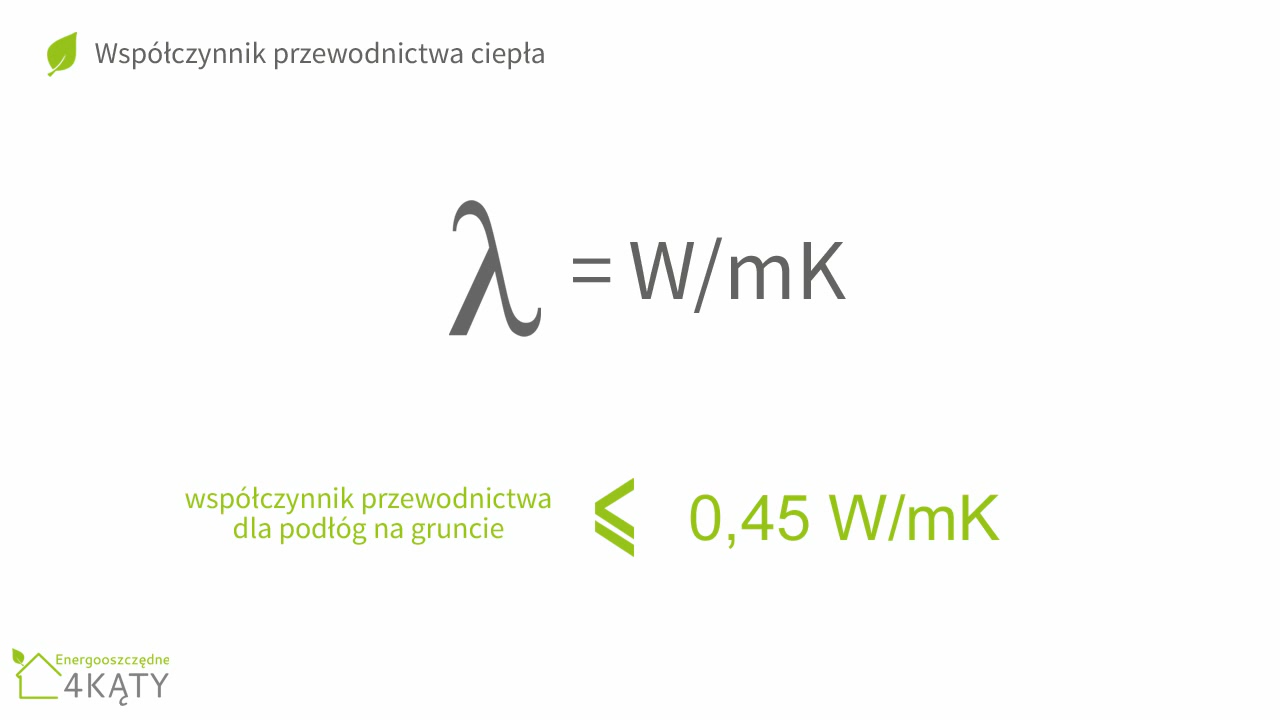 Współczynnik przewodnictwa ciepła
λ = W/mK
współczynnik przewodnictwa
dla podłóg na gruncie
⩽ 0,45 W/mK
Energooszczędne
4KĄTY